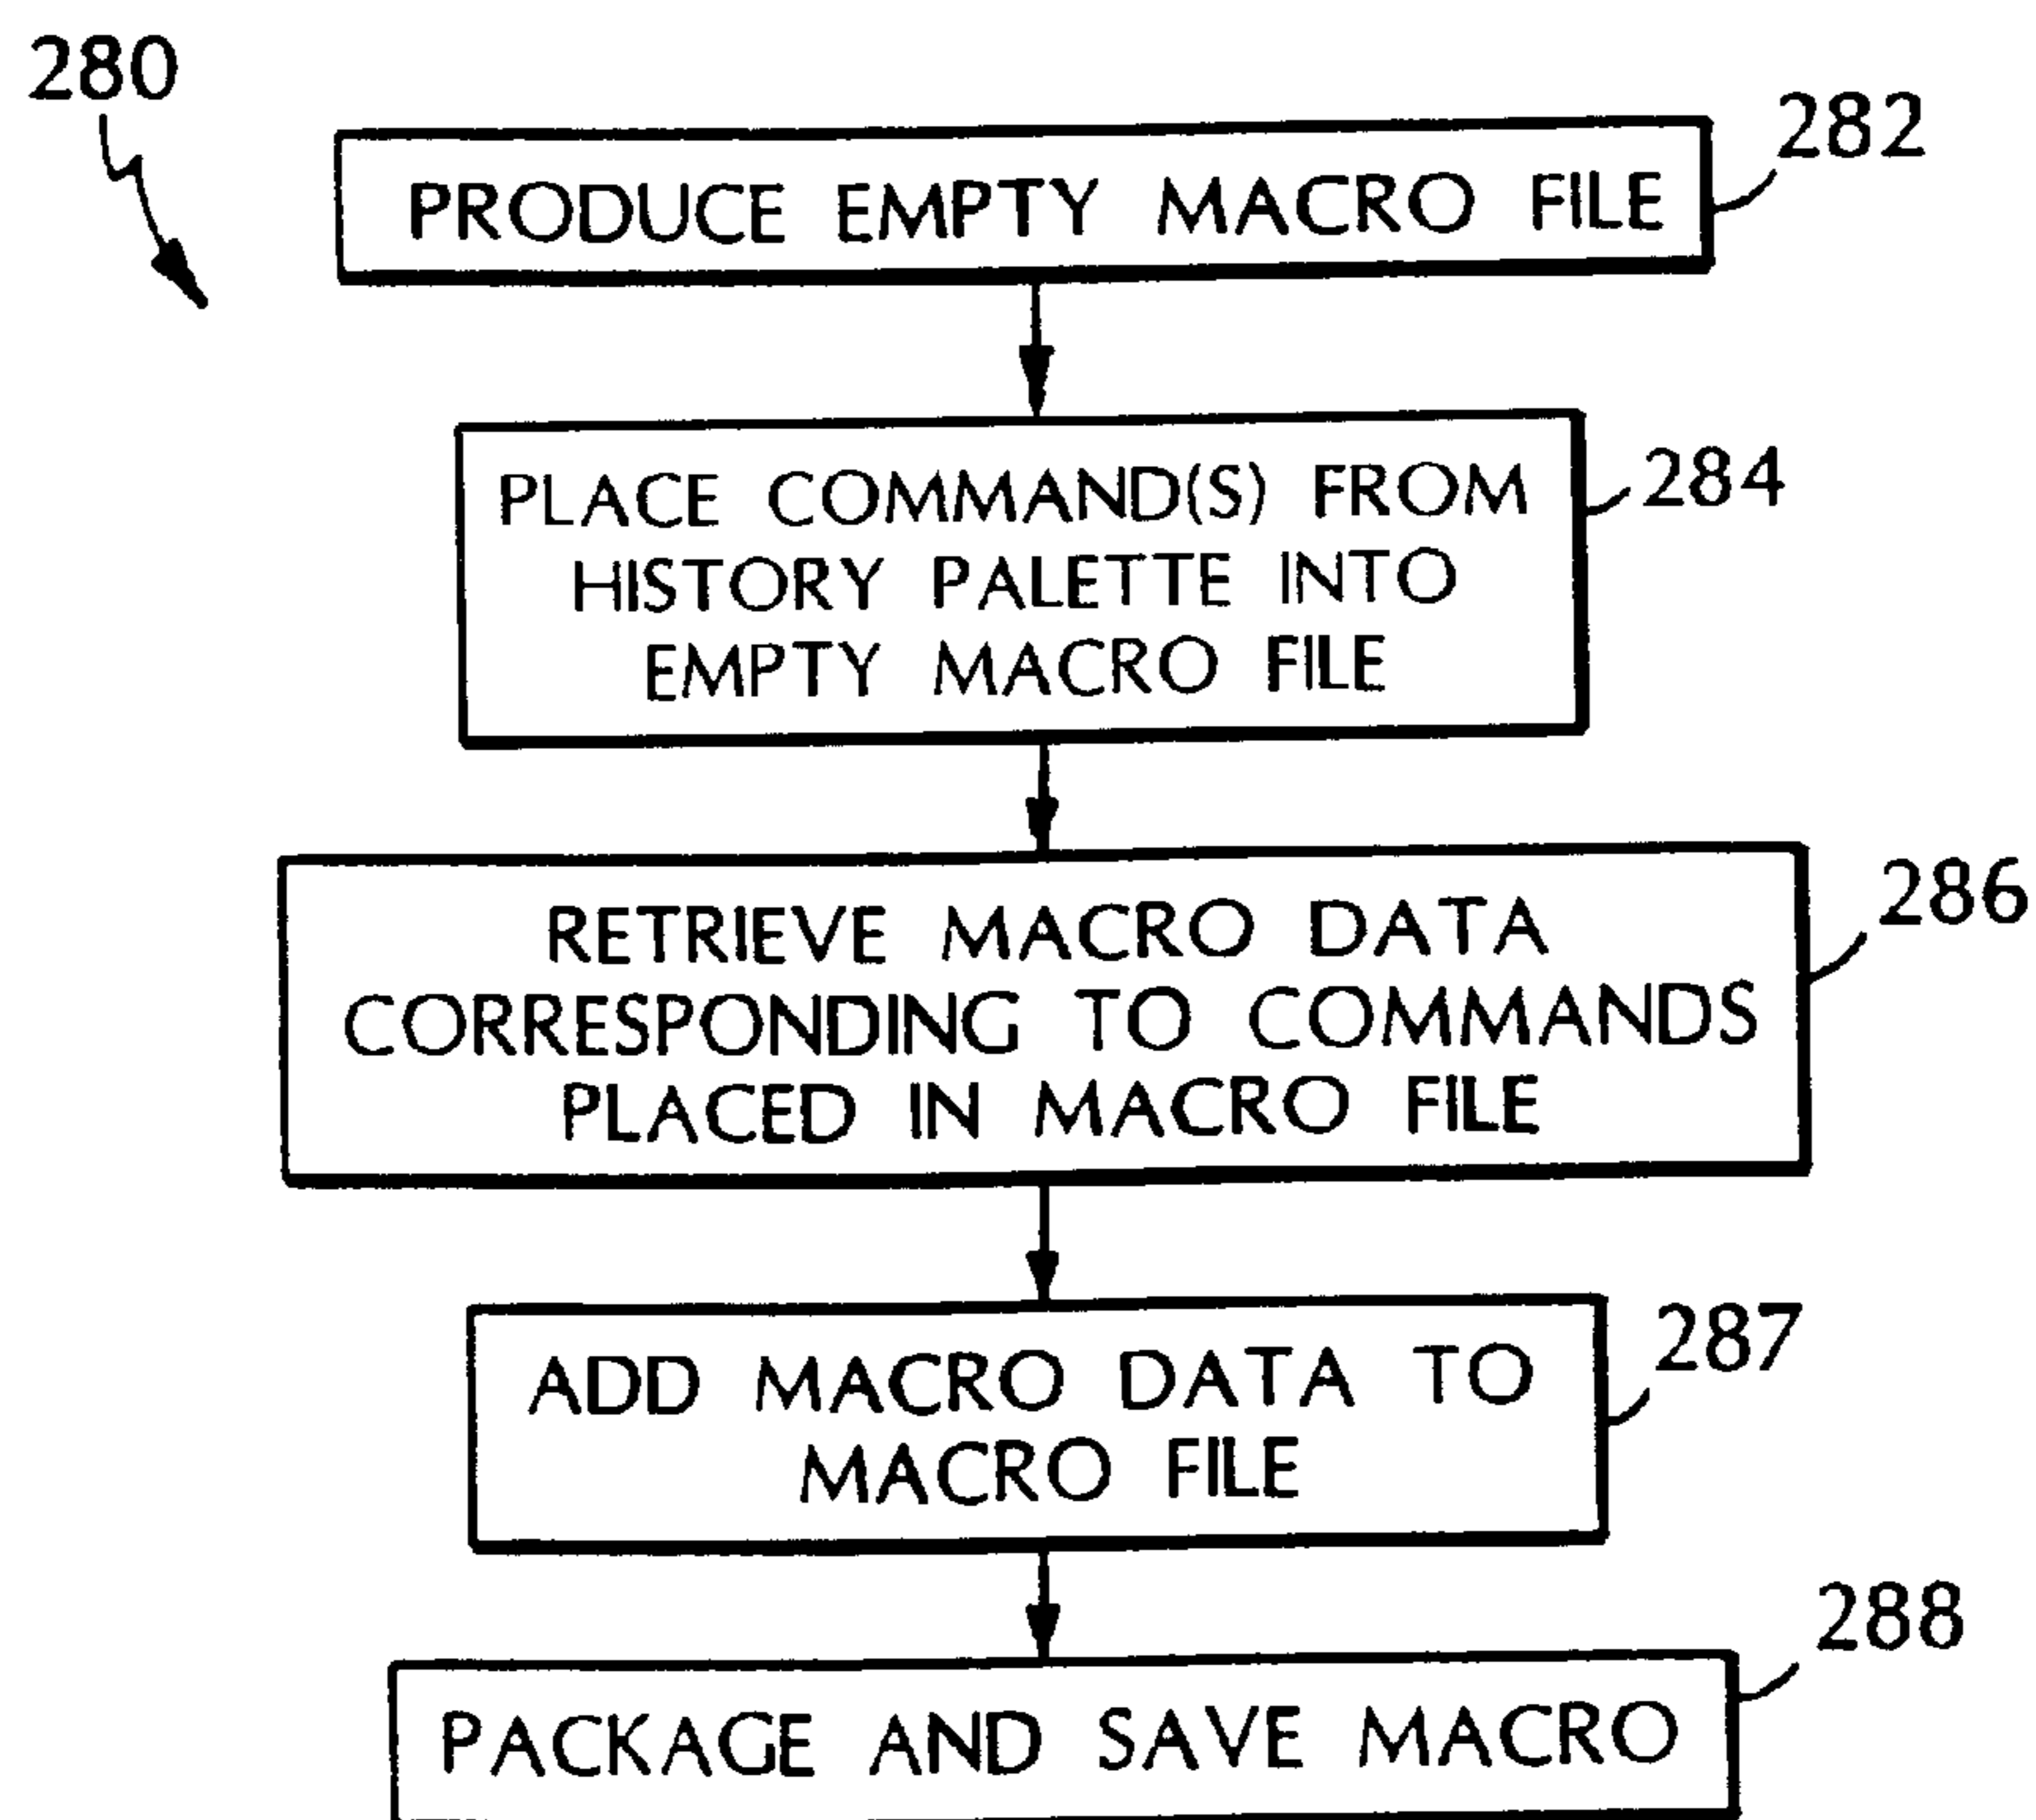 280
282
PRODUCE EMPTY MACRO FILE
PLACE COMMAND(S) FROM
HISTORY PALETTE INTO
EMPTY MACRO FILE
284
RETRIEVE MACRO DATA
CORRESPONDING TO COMMANDS
PLACED IN MACRO FILE
286
ADD MACRO DATA TO
MACRO FILE
287
288
PACKAGE AND SAVE MACRO